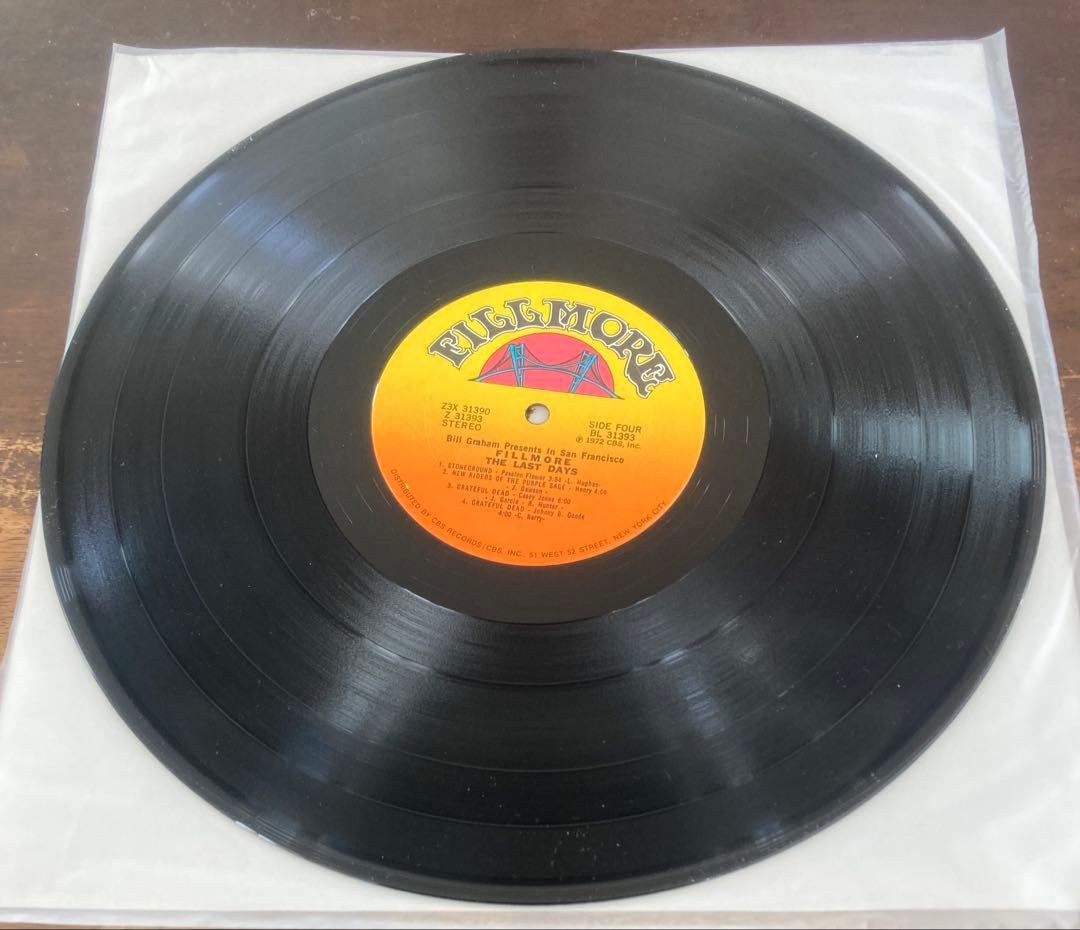 FILLMORE
Z3X 31390
Z 31393
STEREO
SIDE FOUR
BL 31393
℗ 1972 CBS, Inc.
Bill Graham Presents In San Francisco
FILLMORE
THE LAST DAYS
1. STONEGROUND - Passion Flower 3:54 -L. Hughes-
2. NEW RIDERS OF THE PURPLE SAGE - Henry 4:00
- J. Dawson -
3. GRATEFUL DEAD - Casey Jones 6:00
- J. Garcia - R. Hunter -
4. GRATEFUL DEAD - Johnny B. Goode
4:00 -C. Berry-
DISTRIBUTED BY CBS RECORDS/CBS, INC., 51 WEST 52 STREET, NEW YORK CITY